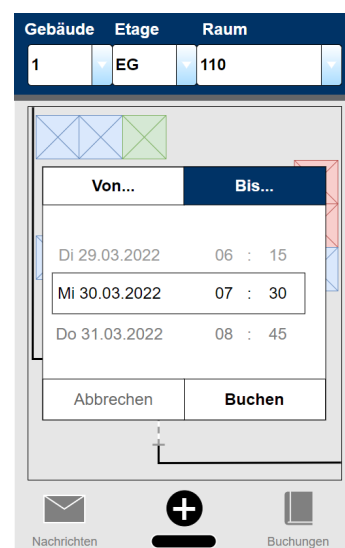 Gebäude Etage Raum
1 EG 110
Von... Bis...
Di 29.03.2022 06 : 15
Mi 30.03.2022 07 : 30
Do 31.03.2022 08 : 45
Abbrechen Buchen
Nachrichten Buchungen